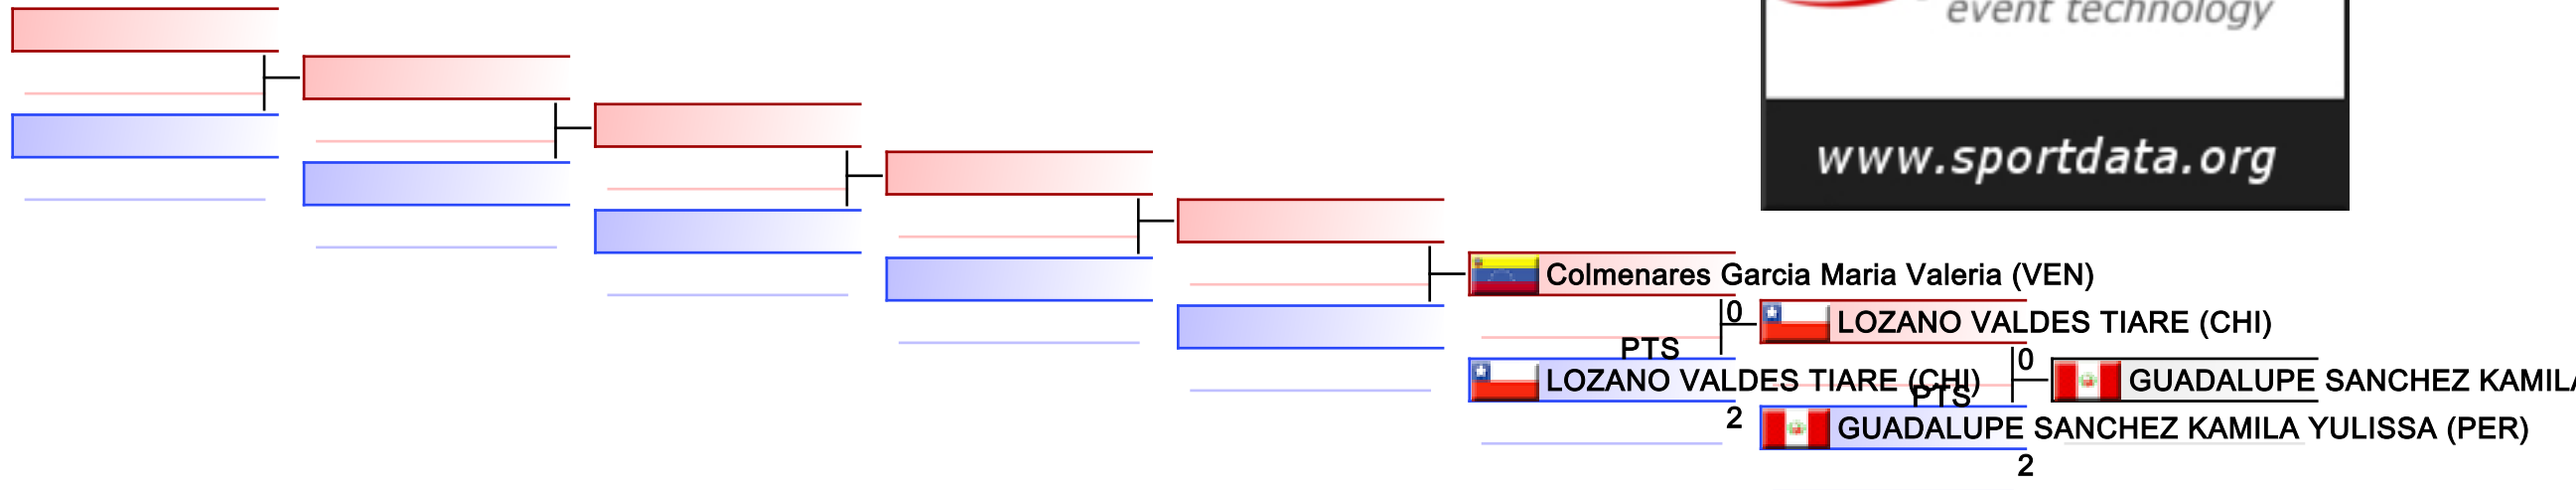 event technology
www.sportdata.org
Colmenares Garcia Maria Valeria (VEN)
0
LOZANO VALDES TIARE (CHI)
PTS
0
LOZANO VALDES TIARE (CHI)
GUADALUPE SANCHEZ KAMILA
PTS
2
GUADALUPE SANCHEZ KAMILA YULISSA (PER)
2